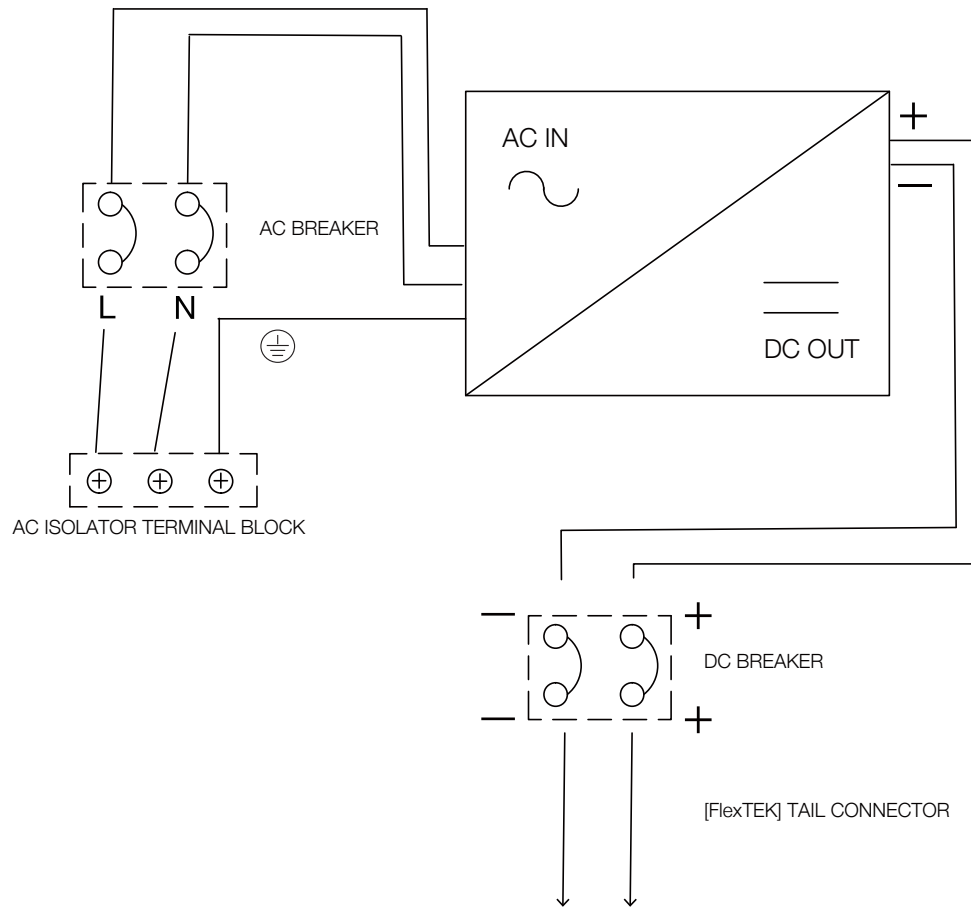 AC IN
+
—
AC BREAKER
L N
DC OUT
AC ISOLATOR TERMINAL BLOCK
— +
DC BREAKER
— +
[FlexTEK] TAIL CONNECTOR